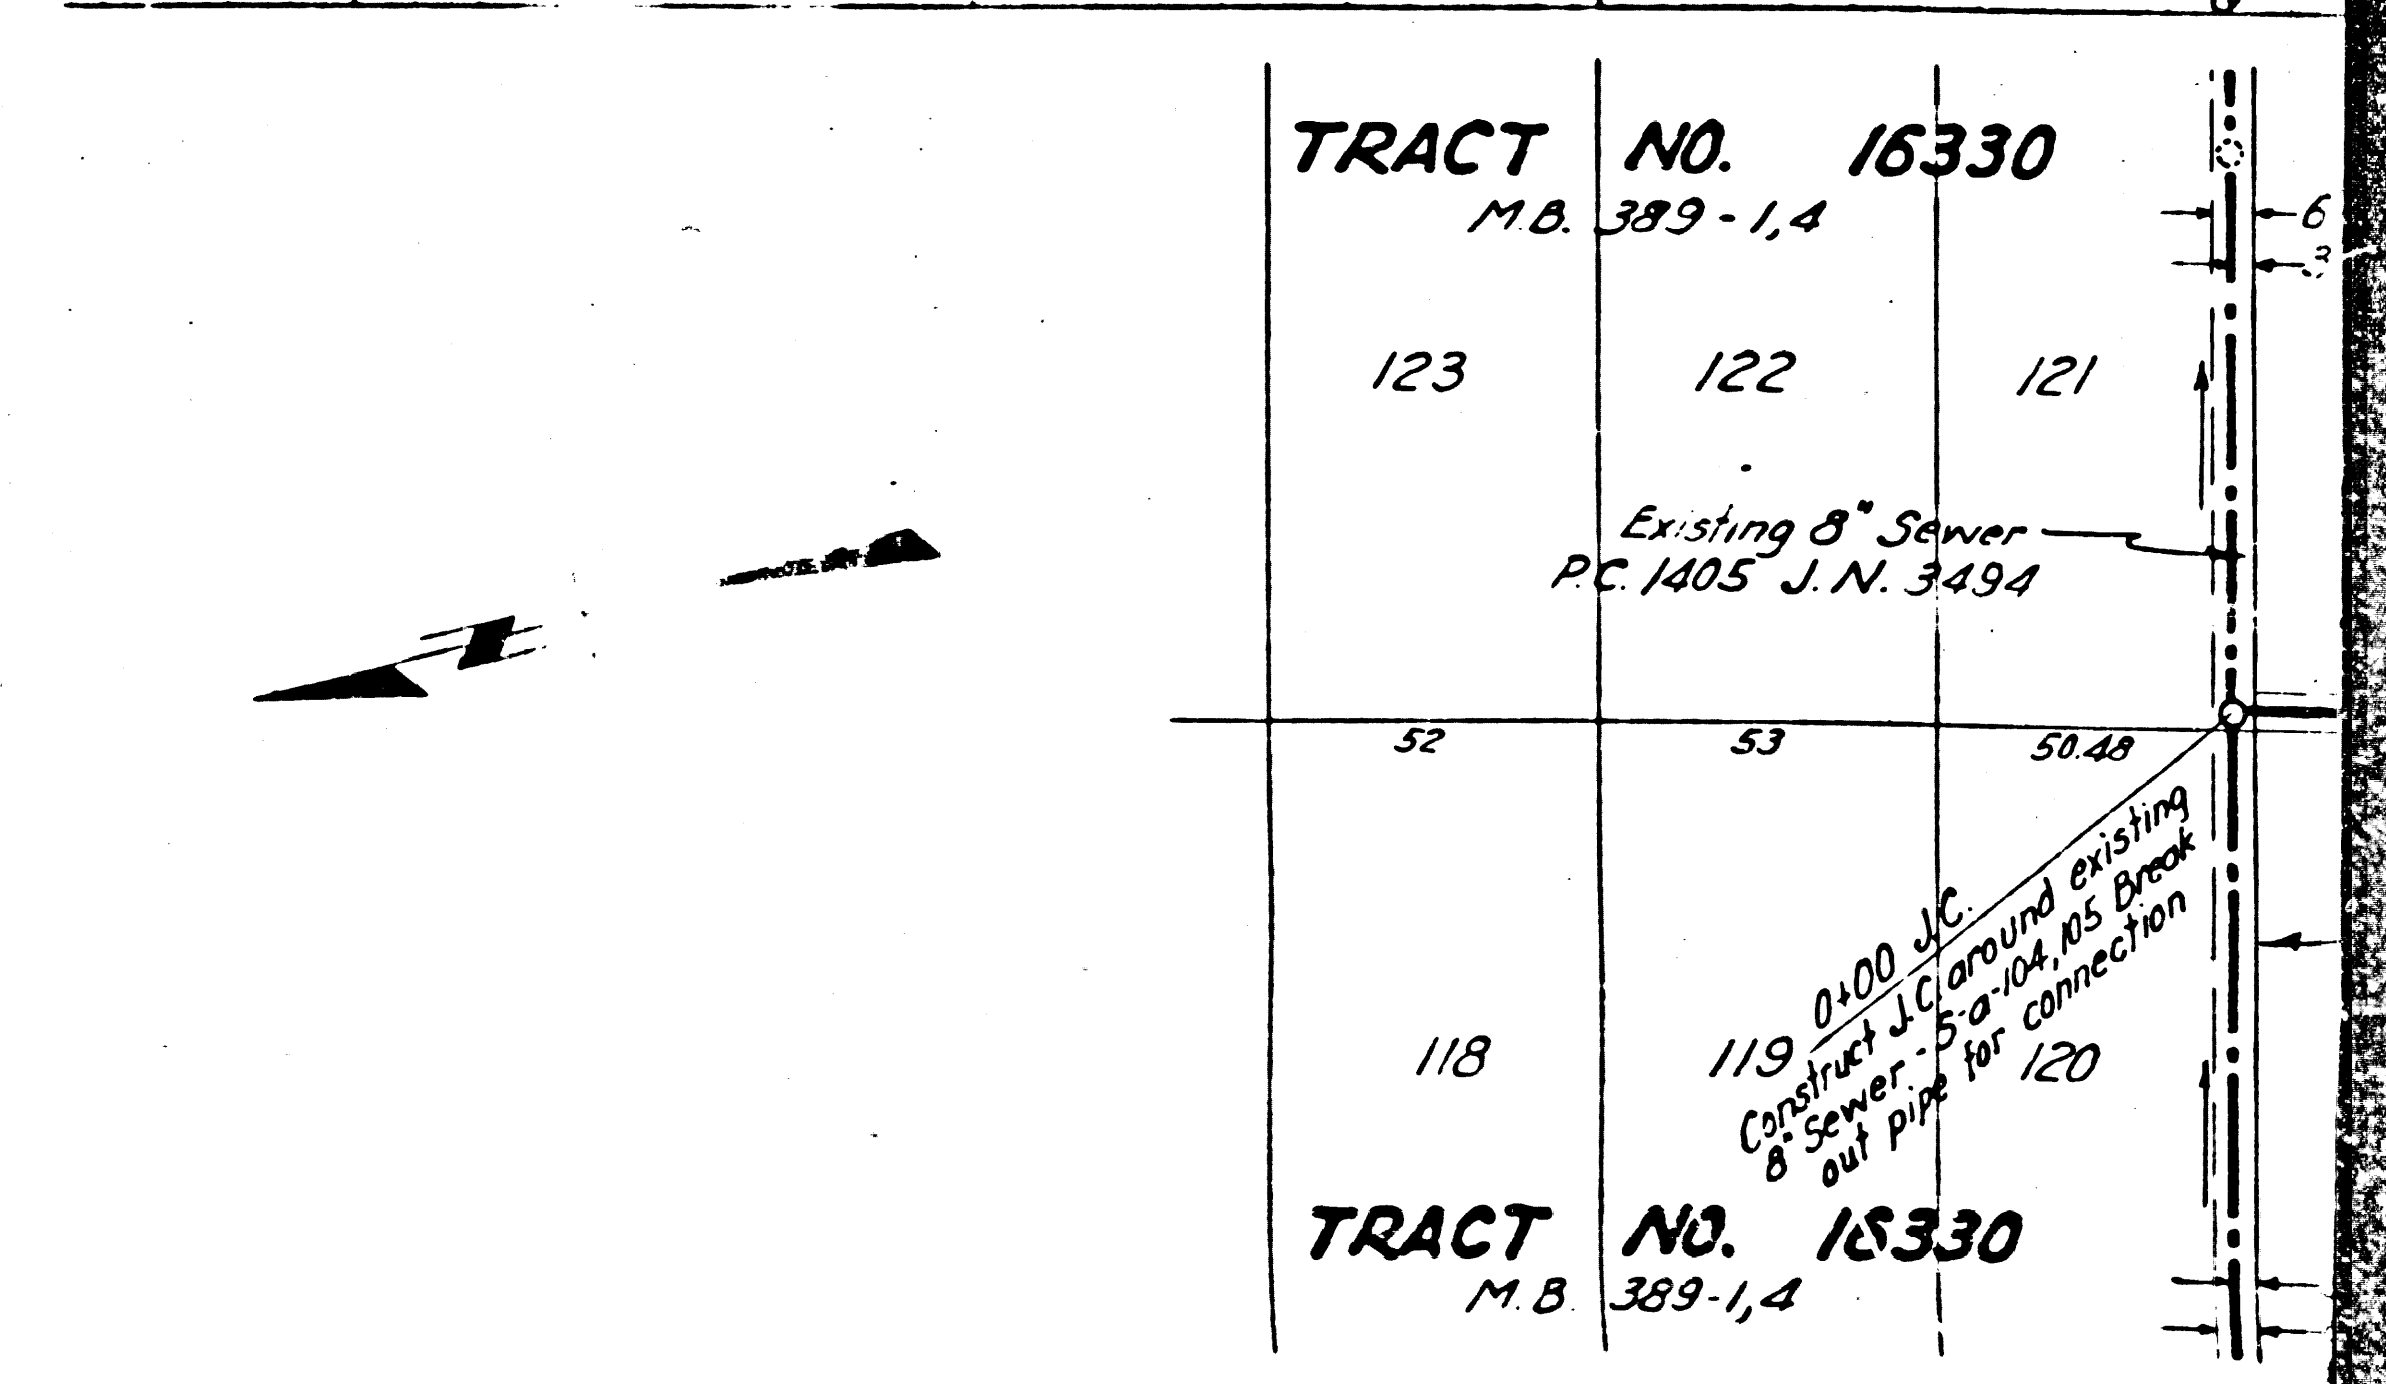 TRACT NO. 16330
M.B. 389-1,4
6
3
123 122 121
Existing 8" Sewer
P.C. 1405 J.N. 3494
52 53 50.48
0+00 J.C.
Construct J.C. around existing
8" Sewer - S-a-104,105 Break
out pipe for connection
118 119 120
TRACT NO. 16330
M.B. 389-1,4